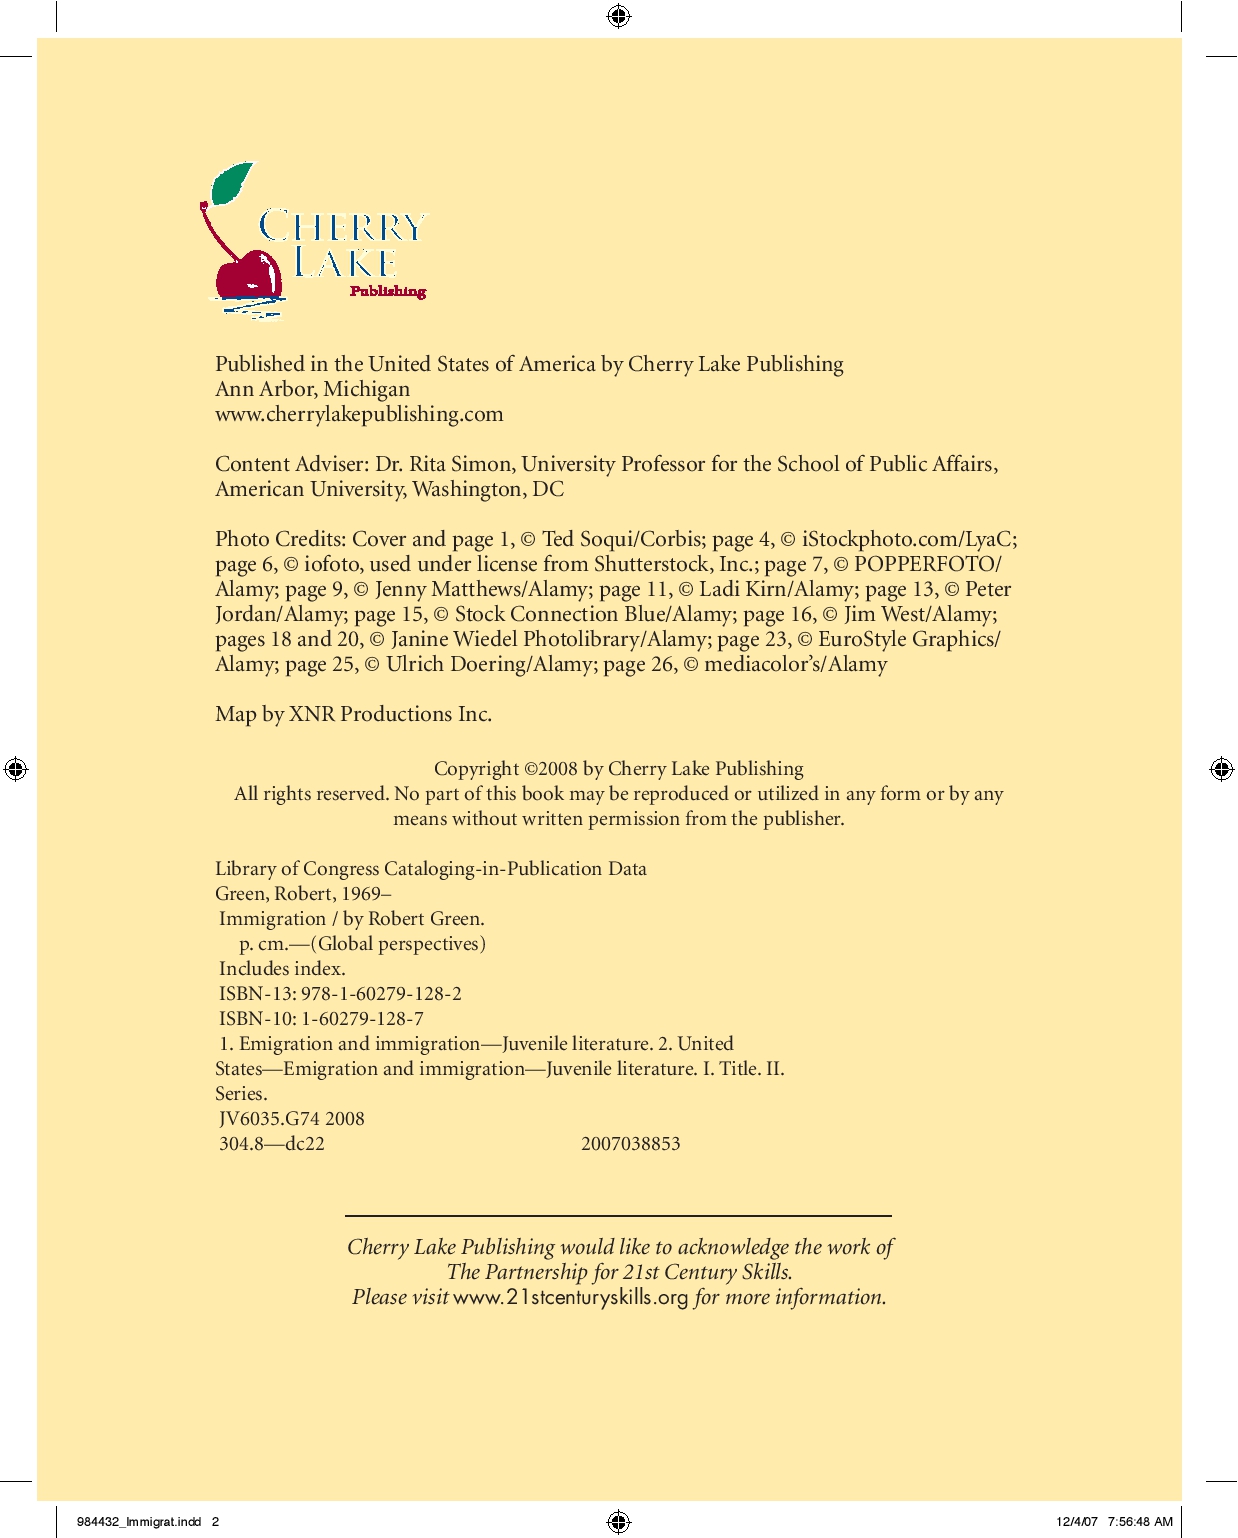 CHERRY
LAKE
Publishing
Published in the United States of America by Cherry Lake Publishing
Ann Arbor, Michigan
www.cherrylakepublishing.com
Content Adviser: Dr. Rita Simon, University Professor for the School of Public Affairs,
American University, Washington, DC
Photo Credits: Cover and page 1, © Ted Soqui/Corbis; page 4, © iStockphoto.com/LyaC;
page 6, © iofoto, used under license from Shutterstock, Inc.; page 7, © POPPERFOTO/
Alamy; page 9, © Jenny Matthews/Alamy; page 11, © Ladi Kirn/Alamy; page 13, © Peter
Jordan/Alamy; page 15, © Stock Connection Blue/Alamy; page 16, © Jim West/Alamy;
pages 18 and 20, © Janine Wiedel Photolibrary/Alamy; page 23, © EuroStyle Graphics/
Alamy; page 25, © Ulrich Doering/Alamy; page 26, © mediacolor’s/Alamy
Map by XNR Productions Inc.
Copyright ©2008 by Cherry Lake Publishing
All rights reserved. No part of this book may be reproduced or utilized in any form or by any
means without written permission from the publisher.
Library of Congress Cataloging-in-Publication Data
Green, Robert, 1969–
Immigration / by Robert Green.
p. cm.—(Global perspectives)
Includes index.
ISBN-13: 978-1-60279-128-2
ISBN-10: 1-60279-128-7
1. Emigration and immigration—Juvenile literature. 2. United
States—Emigration and immigration—Juvenile literature. I. Title. II.
Series.
JV6035.G74 2008
304.8—dc22 2007038853
Cherry Lake Publishing would like to acknowledge the work of
The Partnership for 21st Century Skills.
Please visit www.21stcenturyskills.org for more information.
984432_Immigrat.indd 2 12/4/07 7:56:48 AM